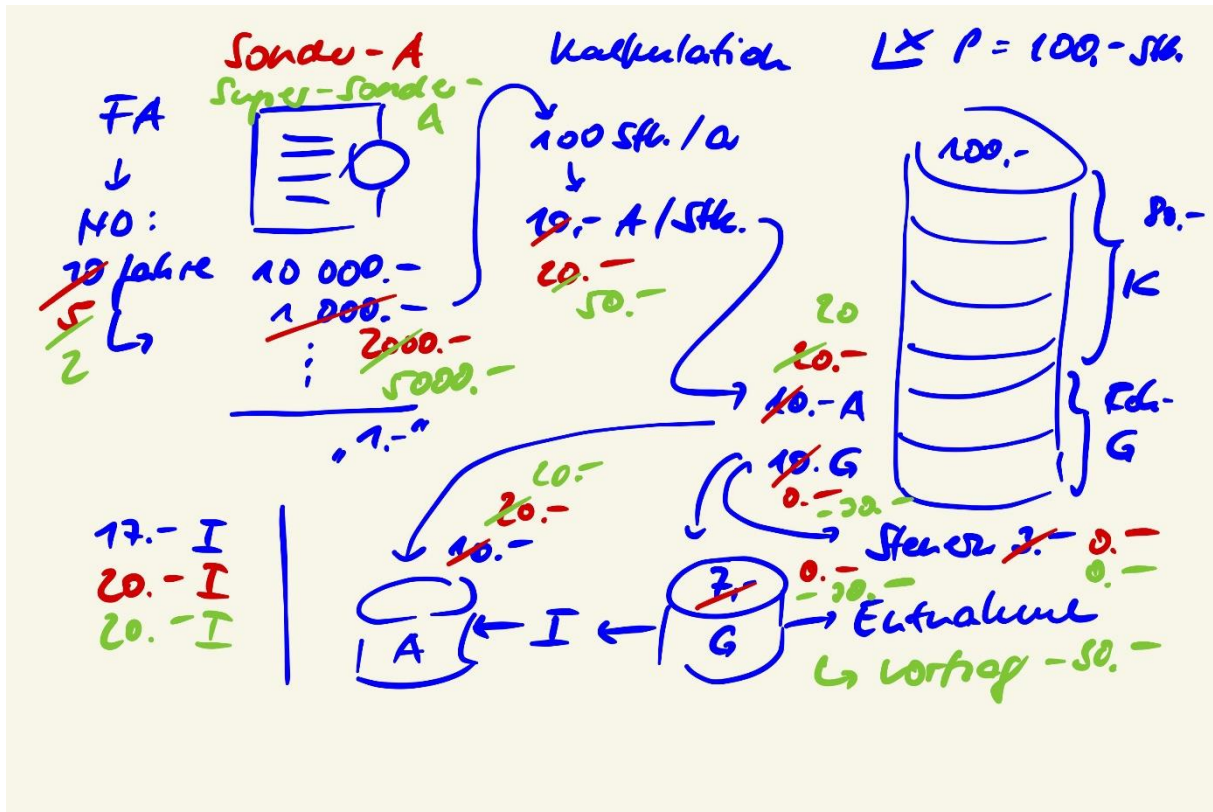 Sonder-A
Super-Sonder-
A
Kalkulation
P = 100,- Stk.
FA
↓
ND:
10 Jahre
5
2
10 000.-
1 000.-
2000.-
5000.-
"1.-"
100 Stk. / a
↓
10,- A / Stk.
20.-
50.-
100,-
80.-
K
20
20.-
10.- A
10. G
0.-
-30.-
G
Steuern 3.- 0.-
0.-
20.-
20.-
10.-
7,-
0.-
-30.-
A ← I ← G → Entnahme
↳ Vortrag -30.-
17.- I
20.- I
20.- I